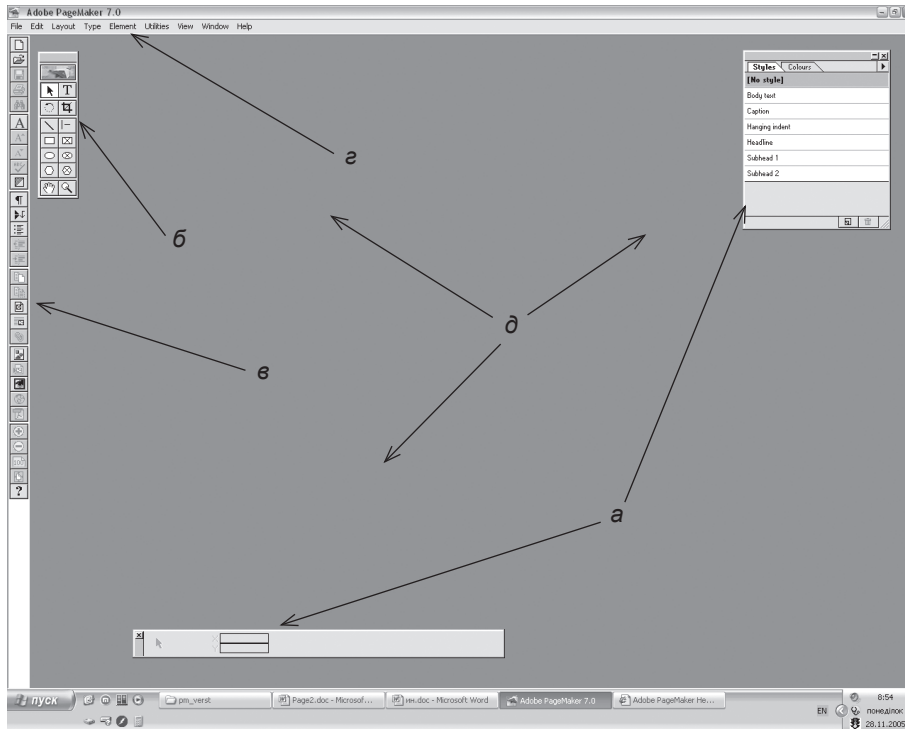 Adobe PageMaker 7.0
File Edit Layout Type Element Utilities View Window Help
Styles Colours
[No style]
Body text
Caption
Hanging indent
Headline
Subhead 1
Subhead 2
T
A
г
б
д
в
а
?
X
Y
пуск
pm_verst
Page2.doc - Microsof...
ин.doc - Microsoft Word
Adobe PageMaker 7.0
Adobe PageMaker He...
EN
8:54
понеділок
28.11.2005